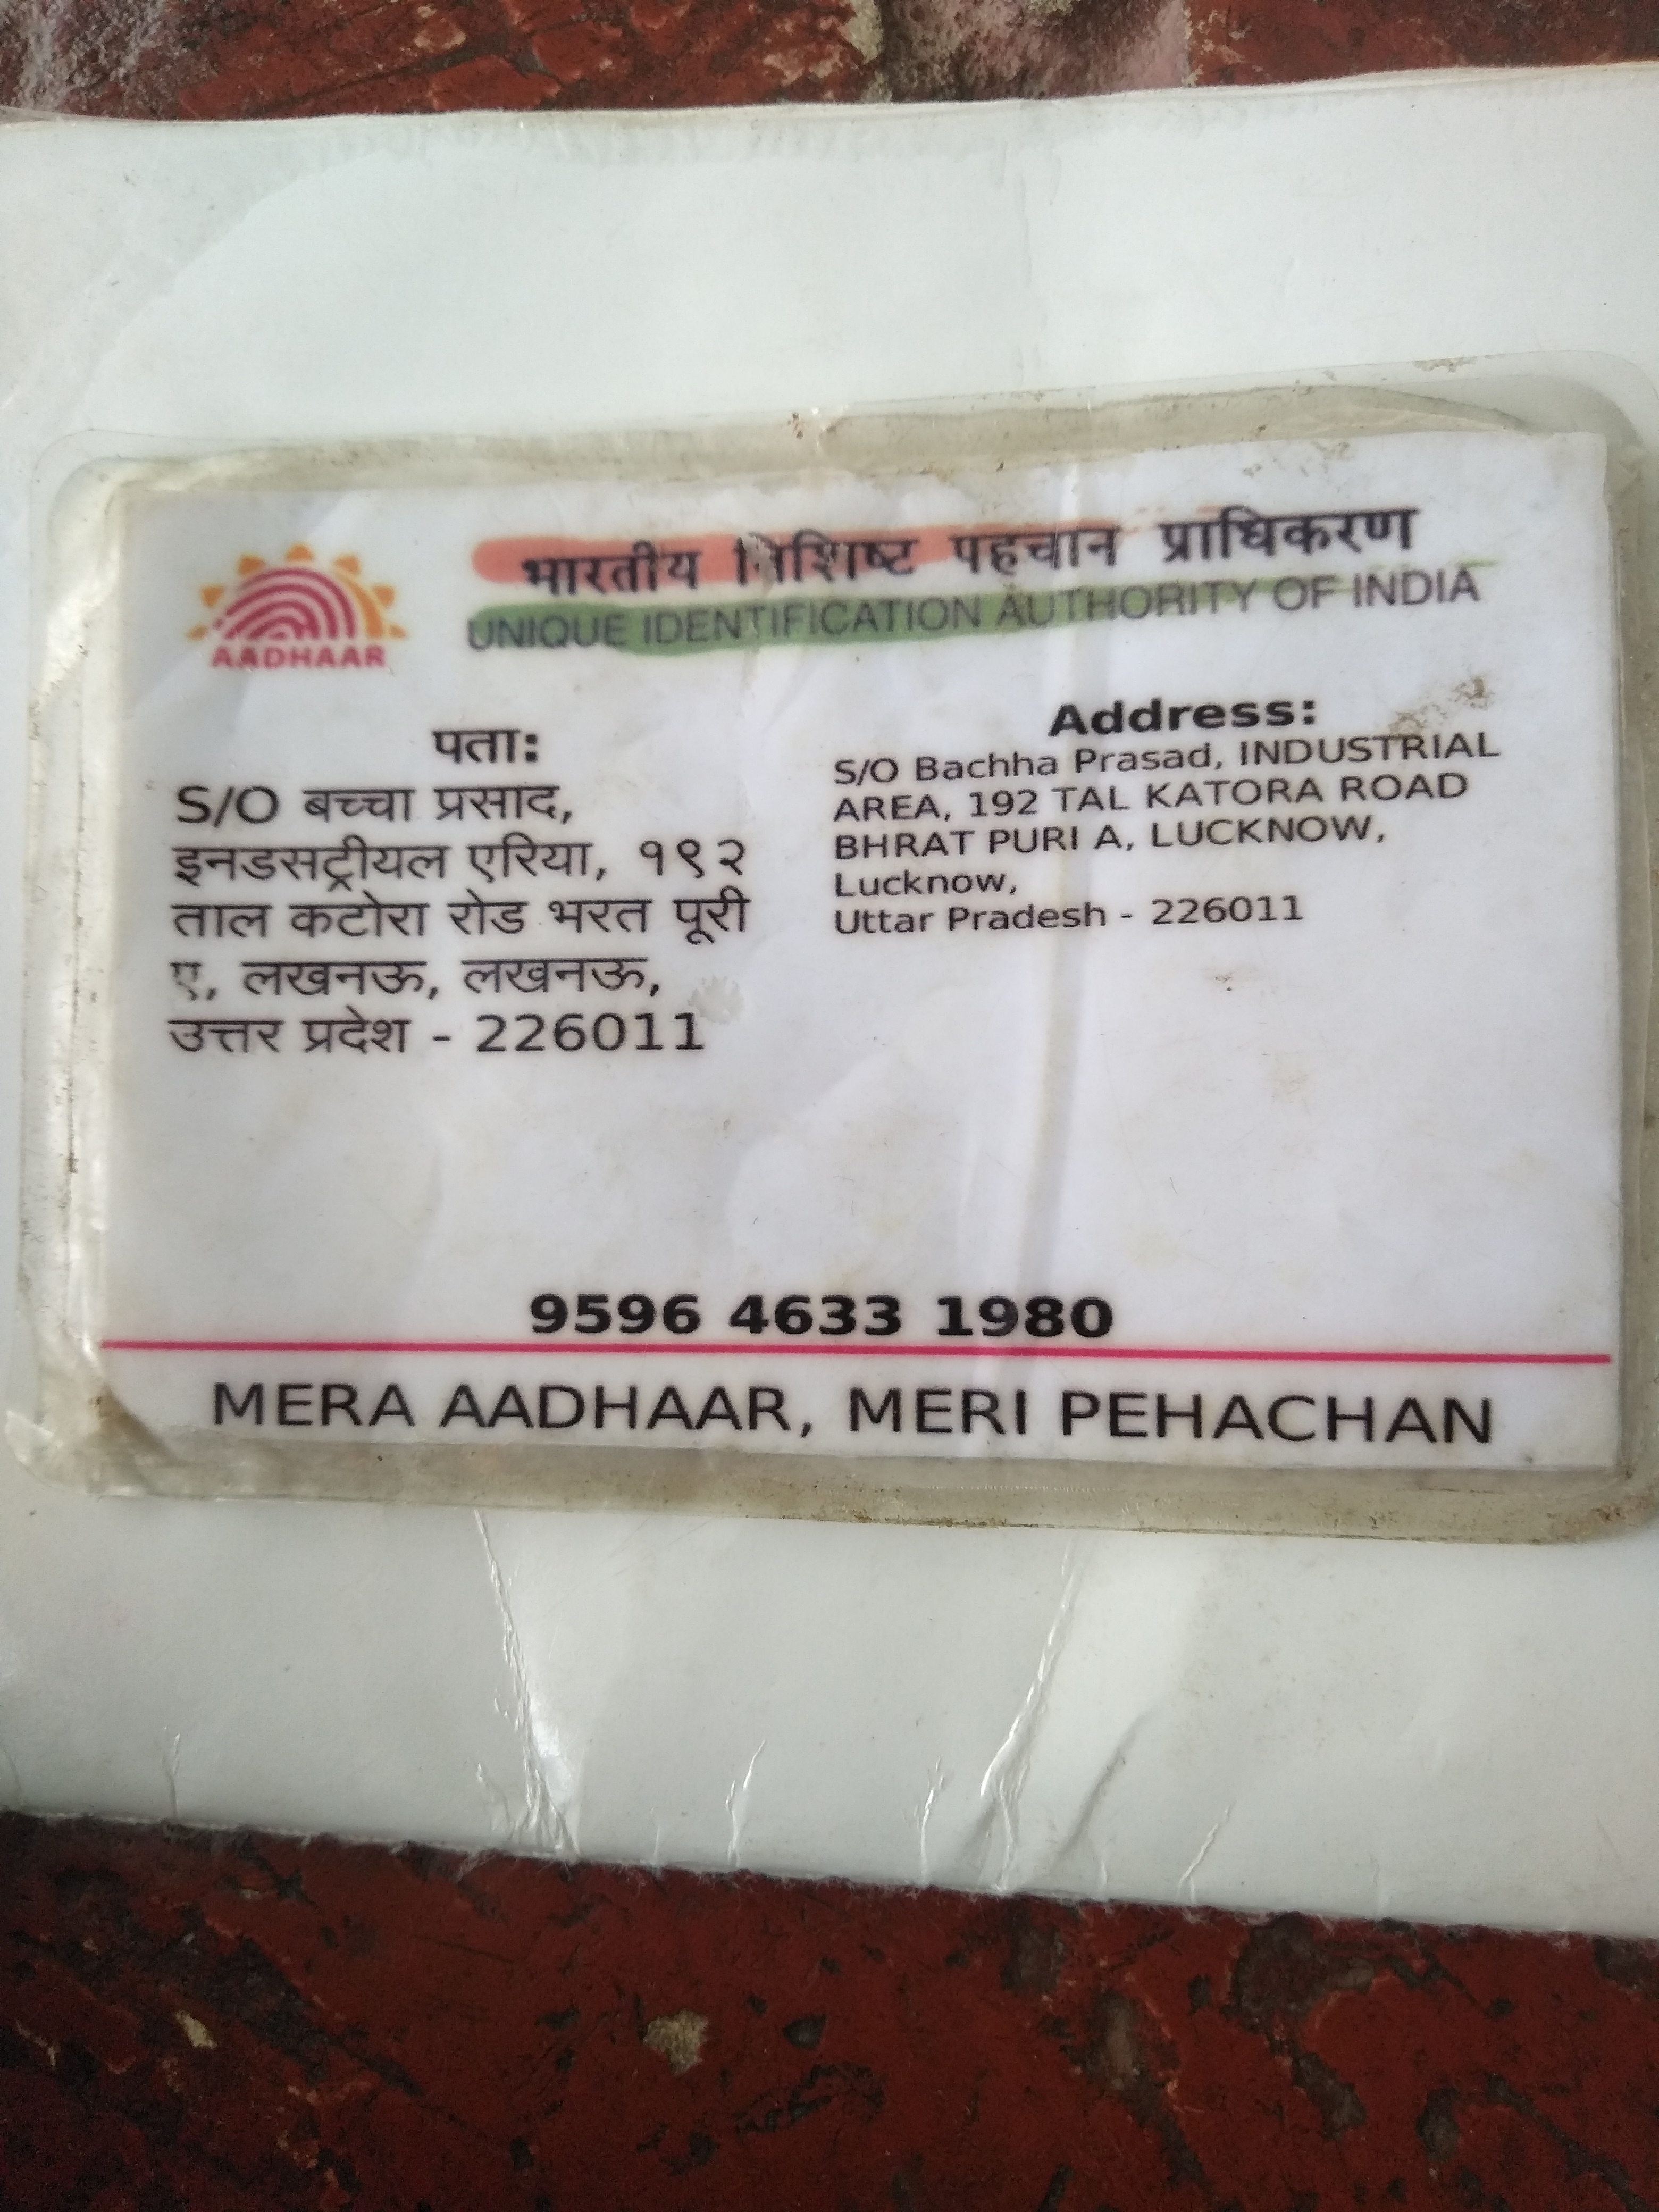 भारतीय विशिष्ट पहचान प्राधिकरण
UNIQUE IDENTIFICATION AUTHORITY OF INDIA
AADHAAR
पता:
S/O बच्चा प्रसाद,
इनडसट्रीयल एरिया, १९२
ताल कटोरा रोड भरत पूरी
ए, लखनऊ, लखनऊ,
उत्तर प्रदेश - 226011
Address:
S/O Bachha Prasad, INDUSTRIAL
AREA, 192 TAL KATORA ROAD
BHRAT PURI A, LUCKNOW,
Lucknow,
Uttar Pradesh - 226011
9596 4633 1980
MERA AADHAAR, MERI PEHACHAN